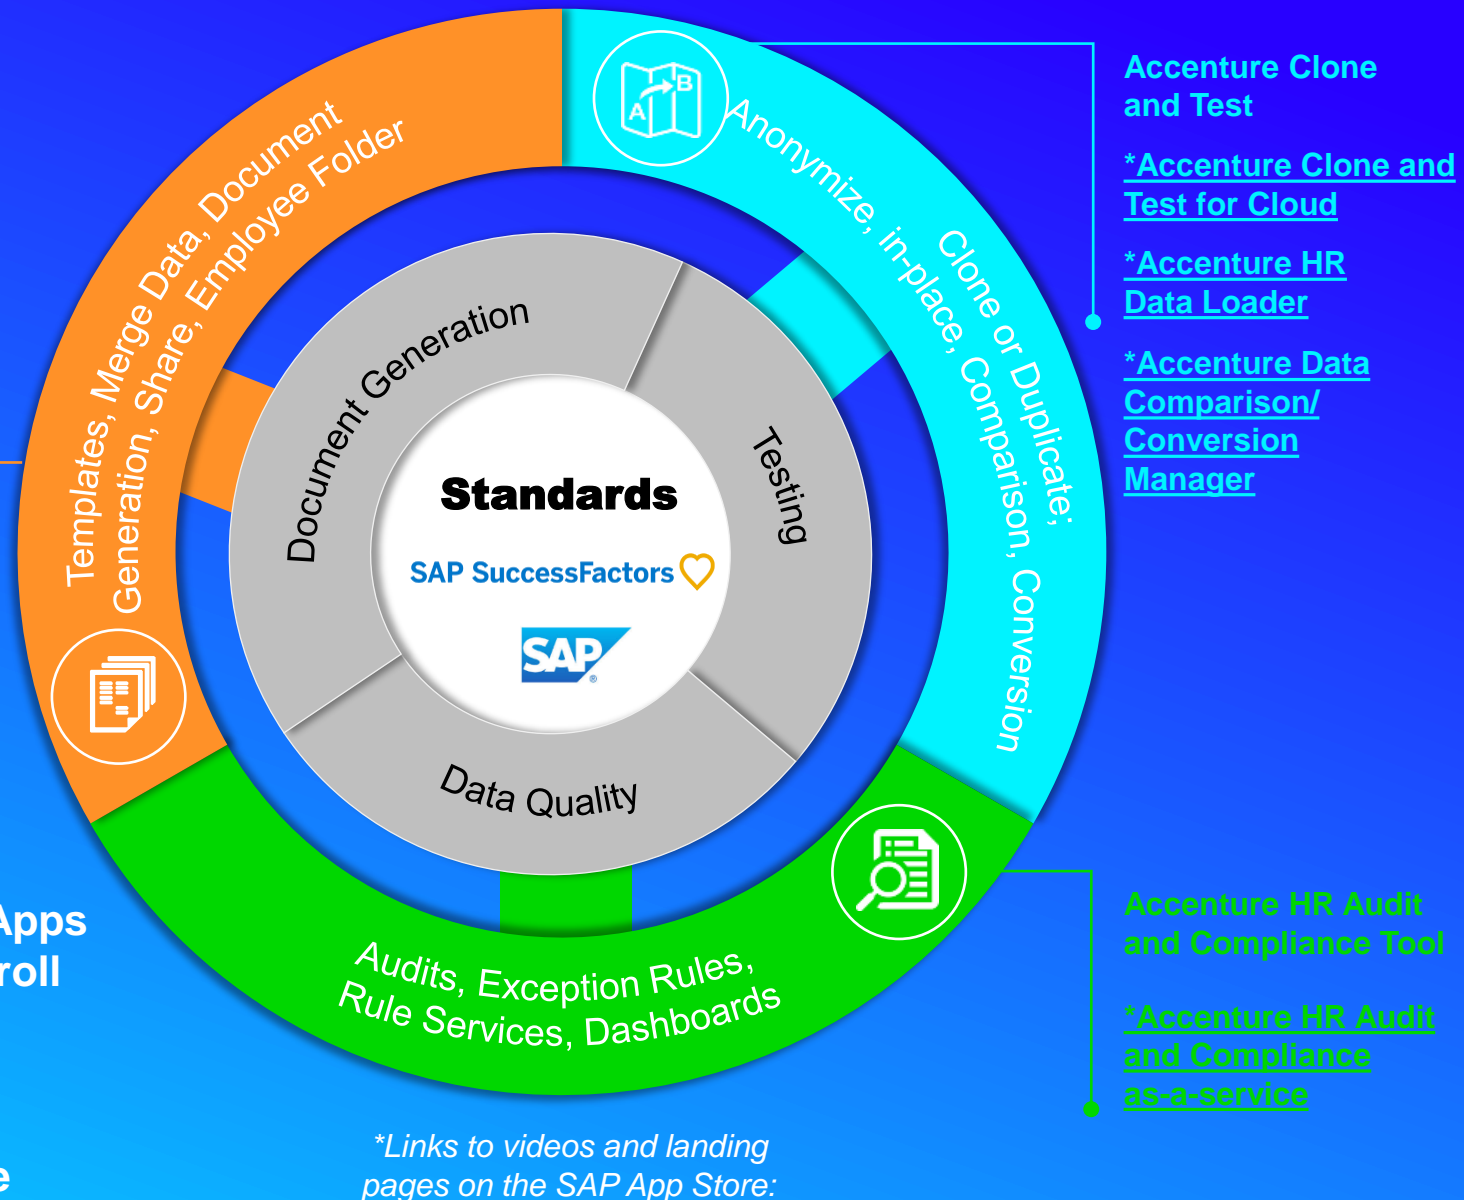 Templates, Merge Data, Document
Generation, Share, Employee Folder
A B
Anonymize, in-place, Comparison, Conversion
Clone or Duplicate;
Document Generation
Testing
Data Quality
Standards
SAP SuccessFactors
SAP
®
Audits, Exception Rules,
Rule Services, Dashboards
Accenture Clone
and Test
*Accenture Clone and
Test for Cloud
*Accenture HR
Data Loader
*Accenture Data
Comparison/
Conversion
Manager
Accenture HR Audit
and Compliance Tool
*Accenture HR Audit
and Compliance
as-a-service
Apps
roll
e
*Links to videos and landing
pages on the SAP App Store: